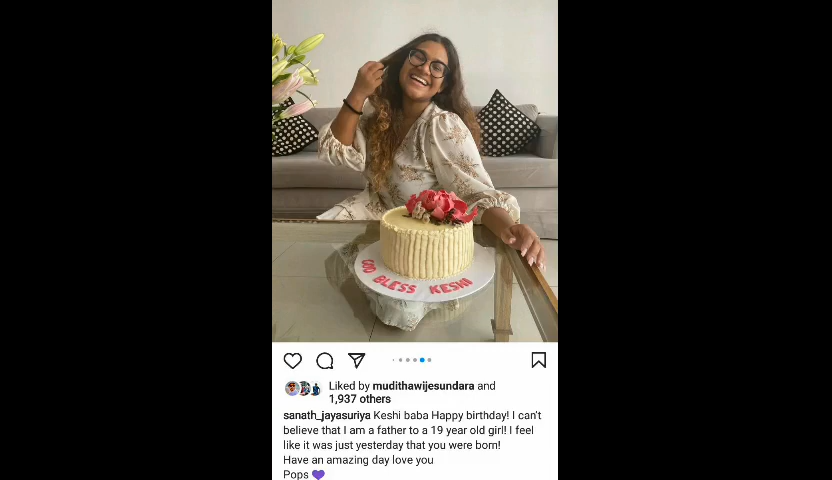 GOD BLESS KESHI
Liked by mudithawijesundara and
1,937 others
sanath_jayasuriya Keshi baba Happy birthday! I can't
believe that I am a father to a 19 year old girl! I feel
like it was just yesterday that you were born!
Have an amazing day love you
Pops 💜